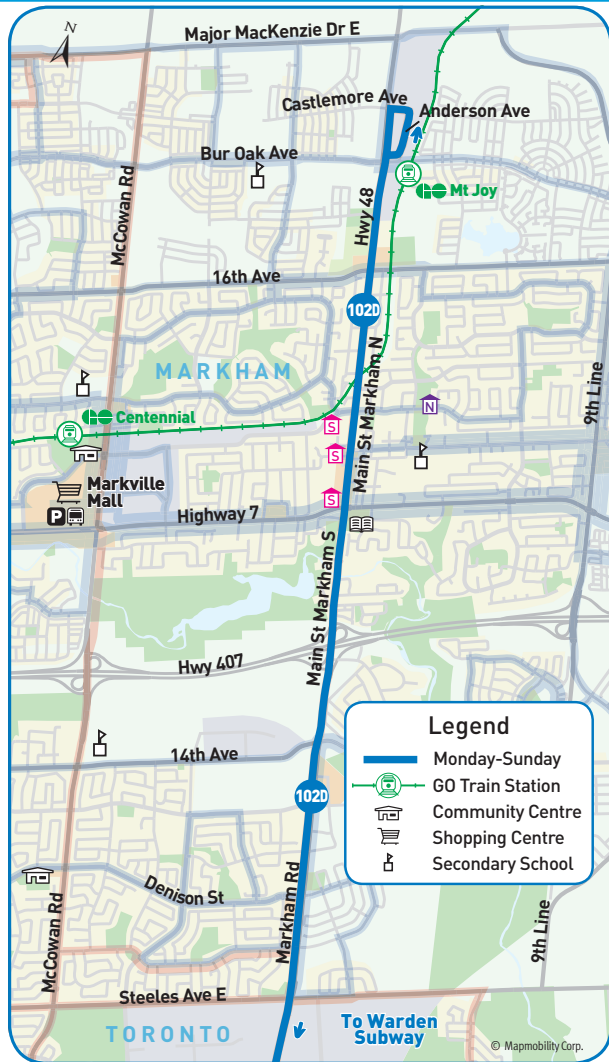 N
Major MacKenzie Dr E
Castlemore Ave
Anderson Ave
Bur Oak Ave
Mt Joy
McCowan Rd
Hwy 48
16th Ave
102D
MARKHAM
Main St Markham N
9th Line
N
Centennial
S
S
S
S
Markville
Mall
P
Highway 7
Main St Markham S
Hwy 407
14th Ave
102D
Legend
Monday-Sunday
GO Train Station
Community Centre
Shopping Centre
Secondary School
Denison St
McCowan Rd
Markham Rd
9th Line
Steeles Ave E
TORONTO
To Warden
Subway
© Mapmobility Corp.